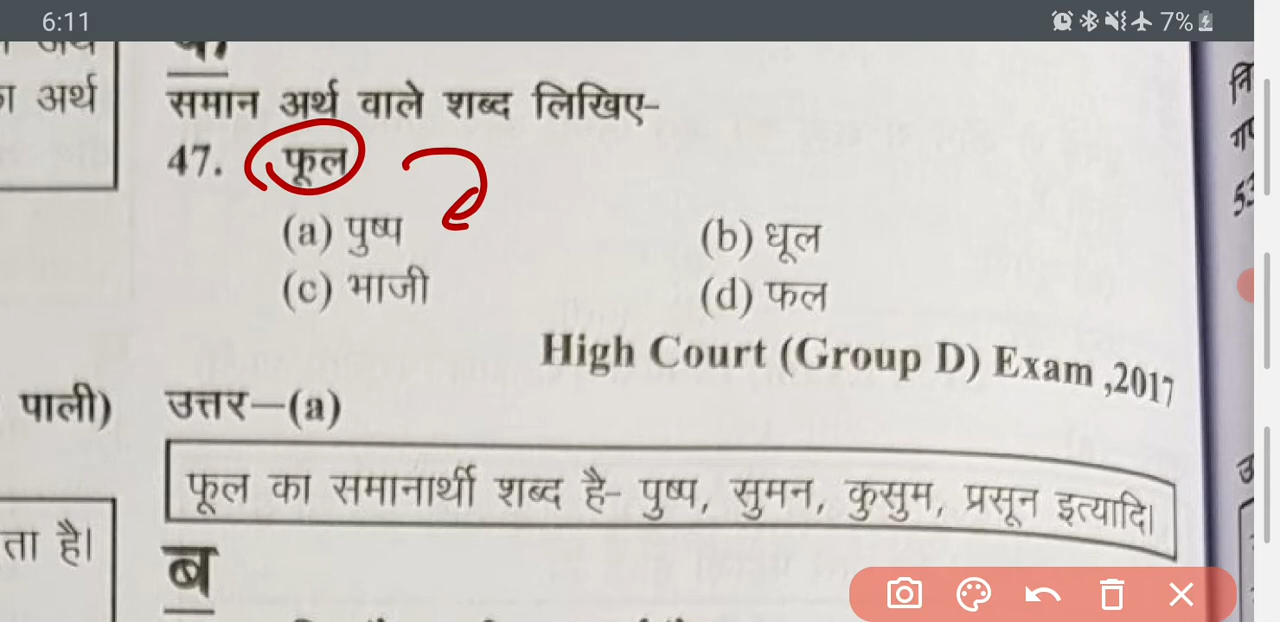 6:11
7%
अर्थ
समान अर्थ वाले शब्द लिखिए-
47. फूल
(a) पुष्प (b) धूल
(c) भाजी (d) फल
High Court (Group D) Exam ,2017
पाली) उत्तर—(a)
फूल का समानार्थी शब्द है- पुष्प, सुमन, कुसुम, प्रसून इत्यादि।
ता है।
ब